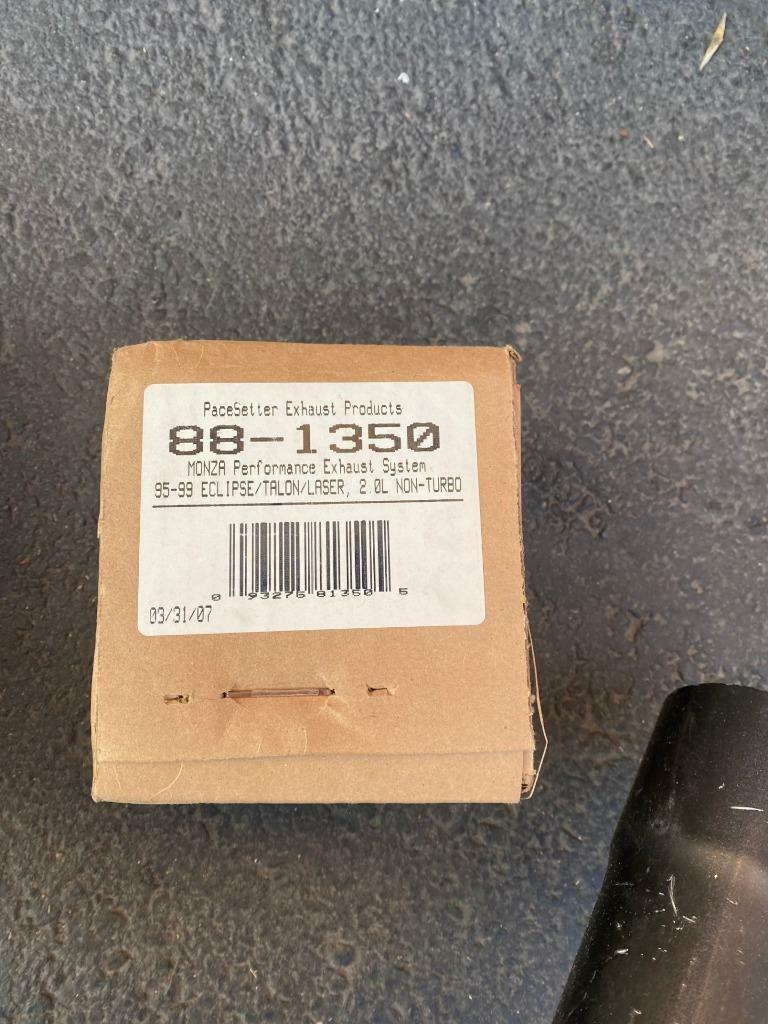 PaceSetter Exhaust Products
88-1350
MONZA Performance Exhaust System
95-99 ECLIPSE/TALON/LASER, 2.0L NON-TURBO
0 93276 81350 5
03/31/07